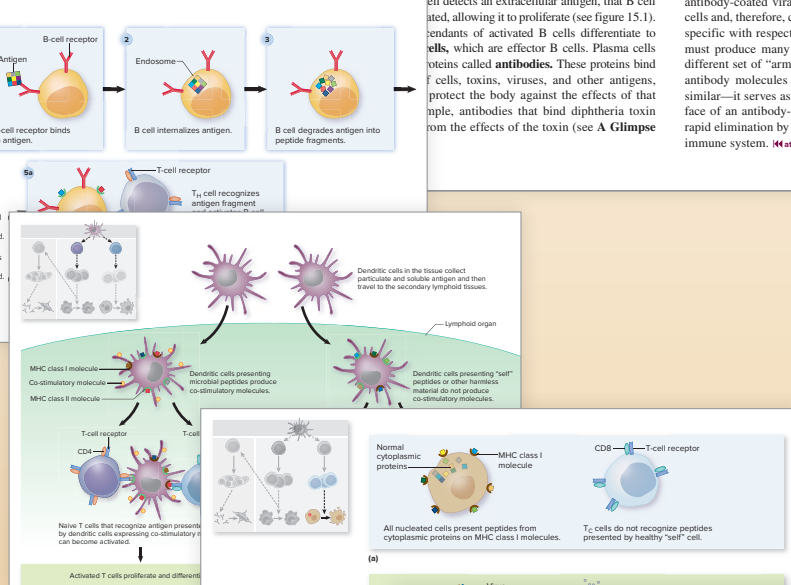 B-cell receptor
Antigen
cell receptor binds
antigen.
2
Endosome
B cell internalizes antigen.
3
B cell degrades antigen into
peptide fragments.
detects an extracellular antigen, that B cell
ated, allowing it to proliferate (see figure 15.1).
cendants of activated B cells differentiate to
cells, which are effector B cells. Plasma cells
roteins called antibodies. These proteins bind
cells, toxins, viruses, and other antigens,
protect the body against the effects of that
mple, antibodies that bind diphtheria toxin
rom the effects of the toxin (see A Glimpse
antibody-coated viral
cells and, therefore, c
specific with respect
must produce many
different set of “arm
antibody molecules
similar—it serves as
face of an antibody-
rapid elimination by
immune system.
5a
T-cell receptor
TH cell recognizes
antigen fragment
Dendritic cells in the tissue collect
particulate and soluble antigen and then
travel to the secondary lymphoid tissues.
Lymphoid organ
MHC class I molecule
Co-stimulatory molecule
MHC class II molecule
Dendritic cells presenting
microbial peptides produce
co-stimulatory molecules.
Dendritic cells presenting “self”
peptides or other harmless
material do not produce
co-stimulatory molecules.
T-cell receptor
T-cell
CD4
Naive T cells that recognize antigen presente
by dendritic cells expressing co-stimulatory
can become activated.
Activated T cells proliferate and differenti
Normal
cytoplasmic
proteins
MHC class I
molecule
All nucleated cells present peptides from
cytoplasmic proteins on MHC class I molecules.
CD8
T-cell receptor
TC cells do not recognize peptides
presented by healthy “self” cell.
(a)